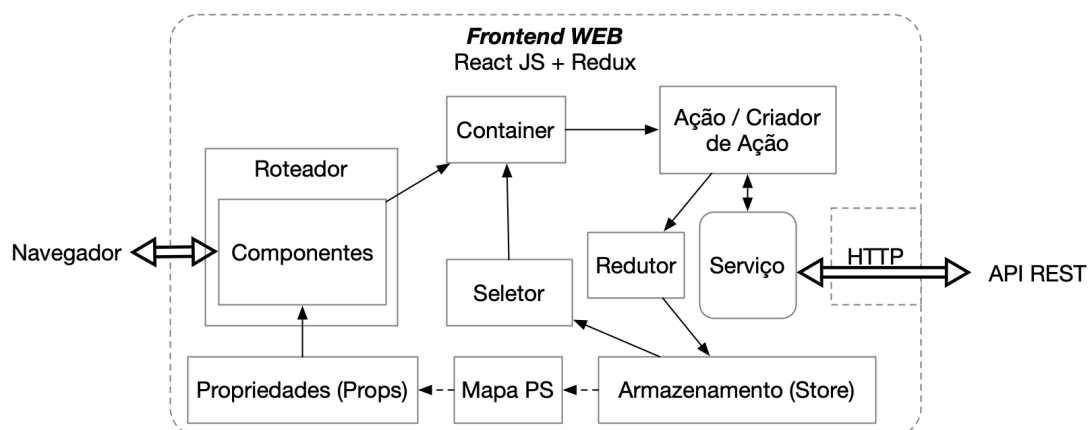 Frontend WEB
React JS + Redux
Container
Ação / Criador
de Ação
Roteador
Navegador
Componentes
Seletor
Redutor
Serviço
HTTP
API REST
Propriedades (Props)
Mapa PS
Armazenamento (Store)